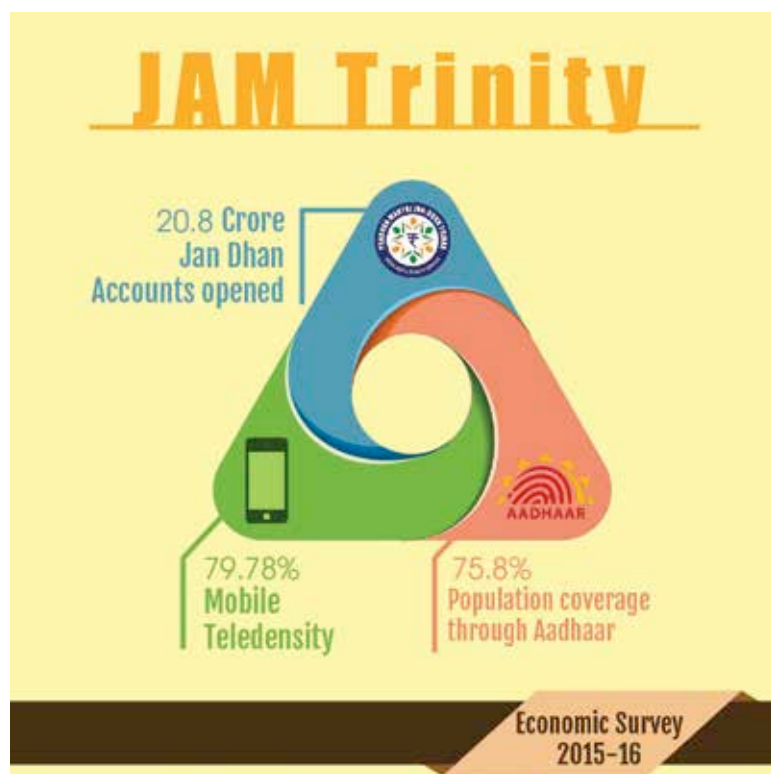 JAM Trinity
20.8 Crore
Jan Dhan
Accounts opened
AADHAAR
79.78%
Mobile
Teledensity
75.8%
Population coverage
through Aadhaar
Economic Survey
2015-16